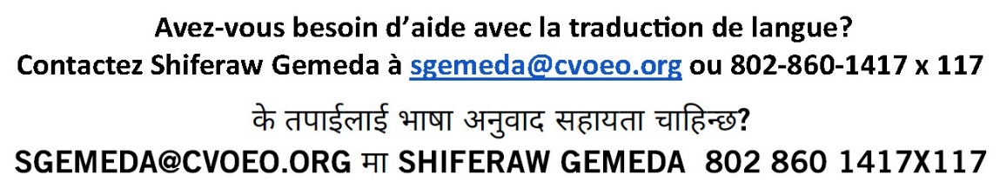 Avez-vous besoin d’aide avec la traduction de langue?
Contactez Shiferaw Gemeda à sgemeda@cvoeo.org ou 802-860-1417 x 117
के तपाईलाई भाषा अनुवाद सहायता चाहिन्छ?
SGEMEDA@CVOEO.ORG मा SHIFERAW GEMEDA 802 860 1417X117